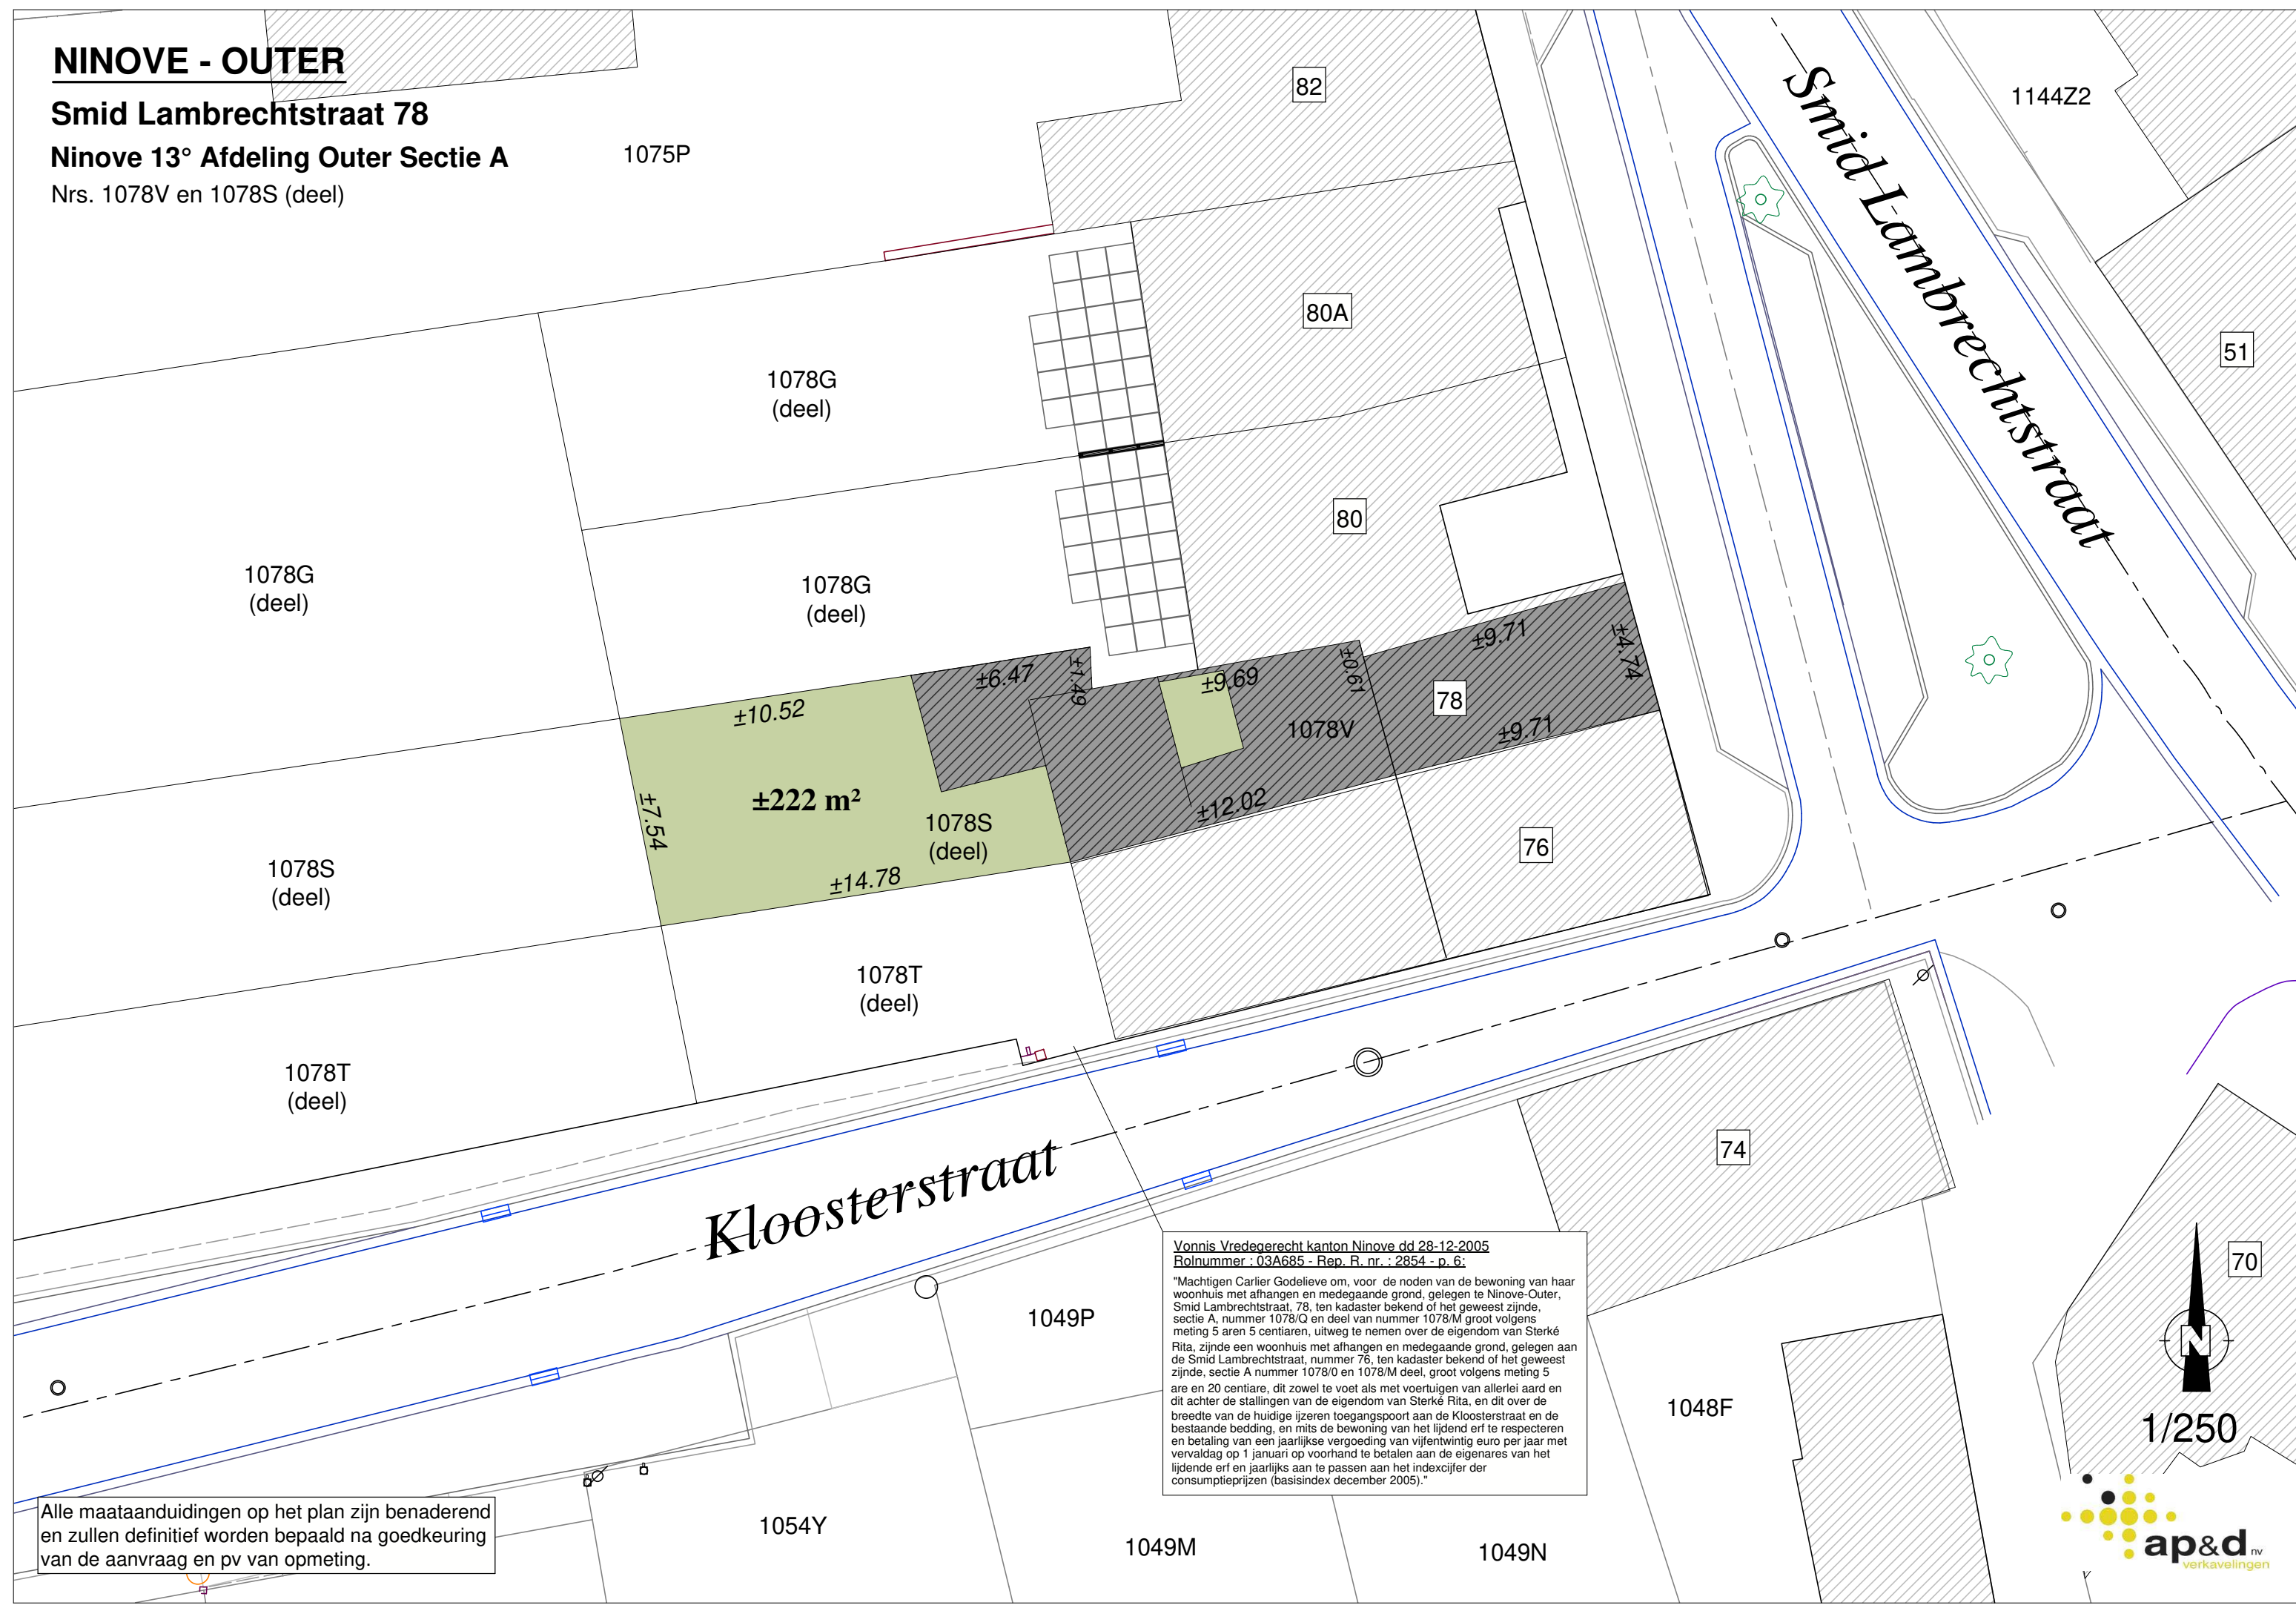 NINOVE - OUTER
Smid Lambrechtstraat 78
Ninove 13° Afdeling Outer Sectie A
Nrs. 1078V en 1078S (deel)
1075P
82
Smid Lambrechtstraat
1144Z2
80A
51
1078G
(deel)
80
1078G
(deel)
1078G
(deel)
±6.47
±1.49
±9.69
±0.61
±9.71
±4.74
±10.52
78
1078V
±9.71
±7.54
±222 m²
±12.02
1078S
(deel)
76
1078S
(deel)
±14.78
1078T
(deel)
1078T
(deel)
Kloosterstraat
74
70
Vonnis Vredegerecht kanton Ninove dd 28-12-2005
Rolnummer : 03A685 - Rep. R. nr. : 2854 - p. 6:
"Machtigen Carlier Godelieve om, voor de noden van de bewoning van haar
woonhuis met afhangen en medegaande grond, gelegen te Ninove-Outer,
Smid Lambrechtstraat, 78, ten kadaster bekend of het geweest zijnde,
sectie A, nummer 1078/Q en deel van nummer 1078/M groot volgens
meting 5 aren 5 centiaren, uitweg te nemen over de eigendom van Sterké
Rita, zijnde een woonhuis met afhangen en medegaande grond, gelegen aan
de Smid Lambrechtstraat, nummer 76, ten kadaster bekend of het geweest
zijnde, sectie A nummer 1078/0 en 1078/M deel, groot volgens meting 5
are en 20 centiare, dit zowel te voet als met voertuigen van allerlei aard en
dit achter de stallingen van de eigendom van Sterké Rita, en dit over de
breedte van de huidige ijzeren toegangspoort aan de Kloosterstraat en de
bestaande bedding, en mits de bewoning van het lijdend erf te respecteren
en betaling van een jaarlijkse vergoeding van vijfentwintig euro per jaar met
vervaldag op 1 januari op voorhand te betalen aan de eigenares van het
lijdende erf en jaarlijks aan te passen aan het indexcijfer der
consumptieprijzen (basisindex december 2005)."
1049P
1048F
N
1/250
1054Y
1049M
1049N
Alle maataanduidingen op het plan zijn benaderend
en zullen definitief worden bepaald na goedkeuring
van de aanvraag en pv van opmeting.
ap&d nv
verkavelingen